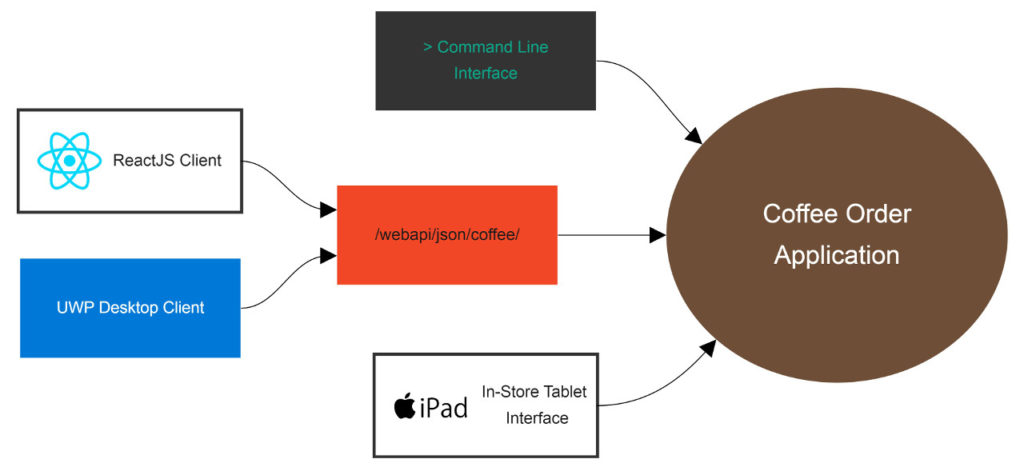 > Command Line
Interface
ReactJS Client
/webapi/json/coffee/
Coffee Order
Application
UWP Desktop Client
iPad
In-Store Tablet
Interface